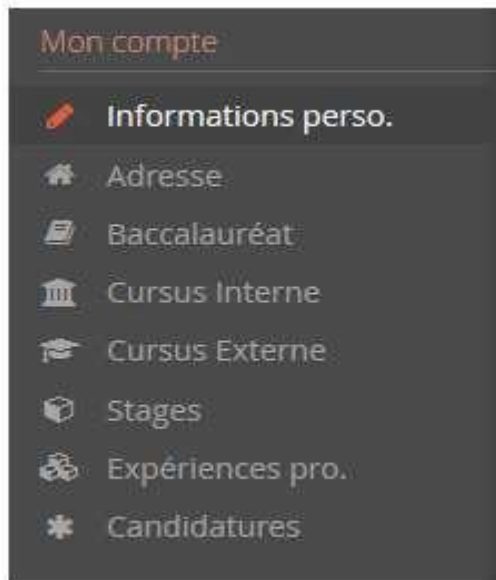 Mon compte
Informations perso.
Adresse
Baccalauréat
Cursus Interne
Cursus Externe
Stages
Expériences pro.
Candidatures